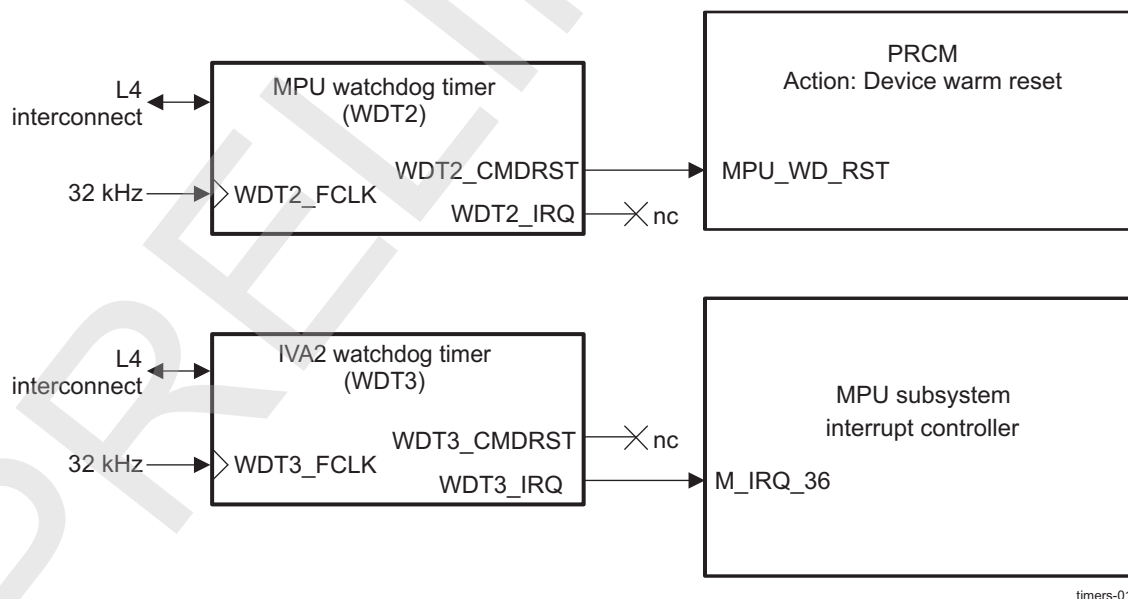 PRCM
Action: Device warm reset
MPU watchdog timer
(WDT2)
L4
interconnect
WDT2_CMDRST
MPU_WD_RST
32 kHz
WDT2_FCLK
WDT2_IRQ
nc
IVA2 watchdog timer
(WDT3)
L4
interconnect
MPU subsystem
interrupt controller
WDT3_CMDRST
nc
32 kHz
WDT3_FCLK
WDT3_IRQ
M_IRQ_36